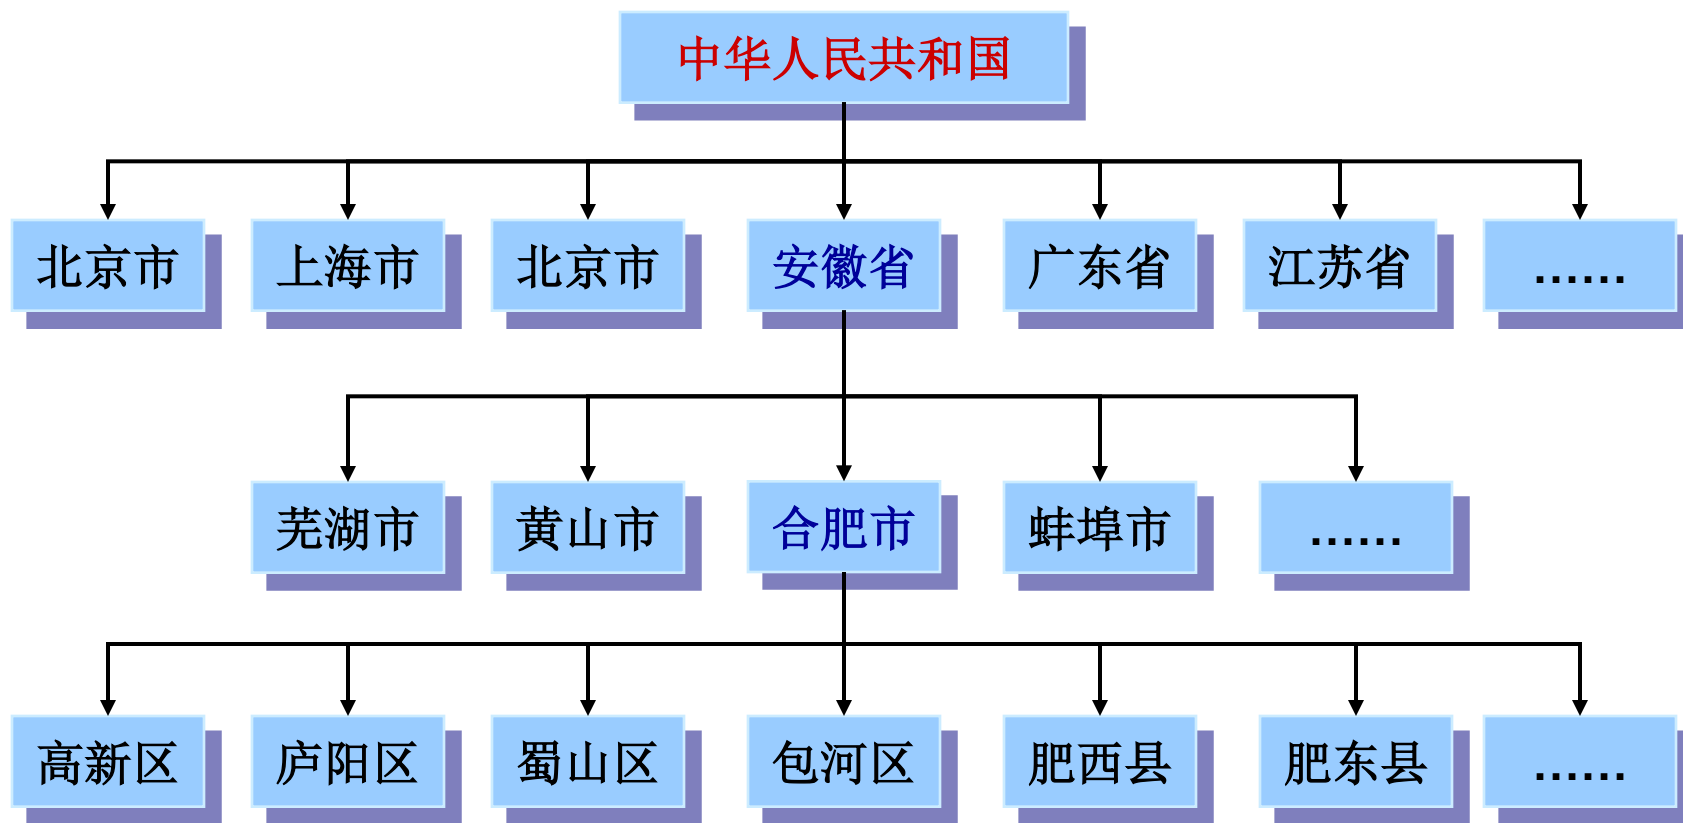 中华人民共和国
北京市
上海市
北京市
安徽省
广东省
江苏省
......
芜湖市
黄山市
合肥市
蚌埠市
......
高新区
庐阳区
蜀山区
包河区
肥西县
肥东县
......